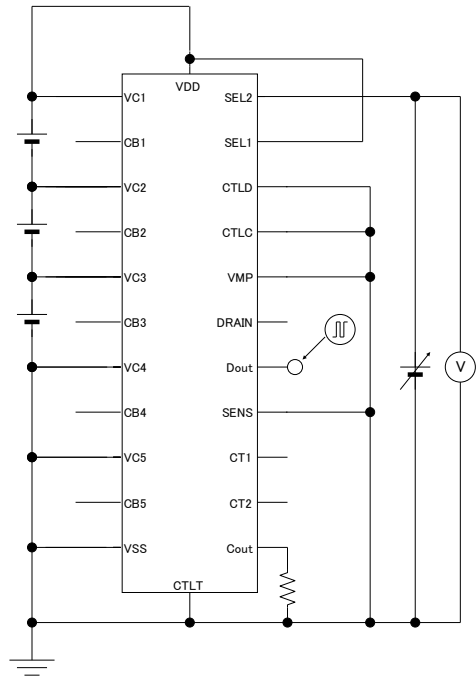 VDD
VC1
SEL2
CB1
SEL1
VC2
CTLD
CB2
CTLC
VC3
VMP
CB3
DRAIN
VC4
Dout
V
CB4
SENS
VC5
CT1
CB5
CT2
VSS
Cout
CTLT